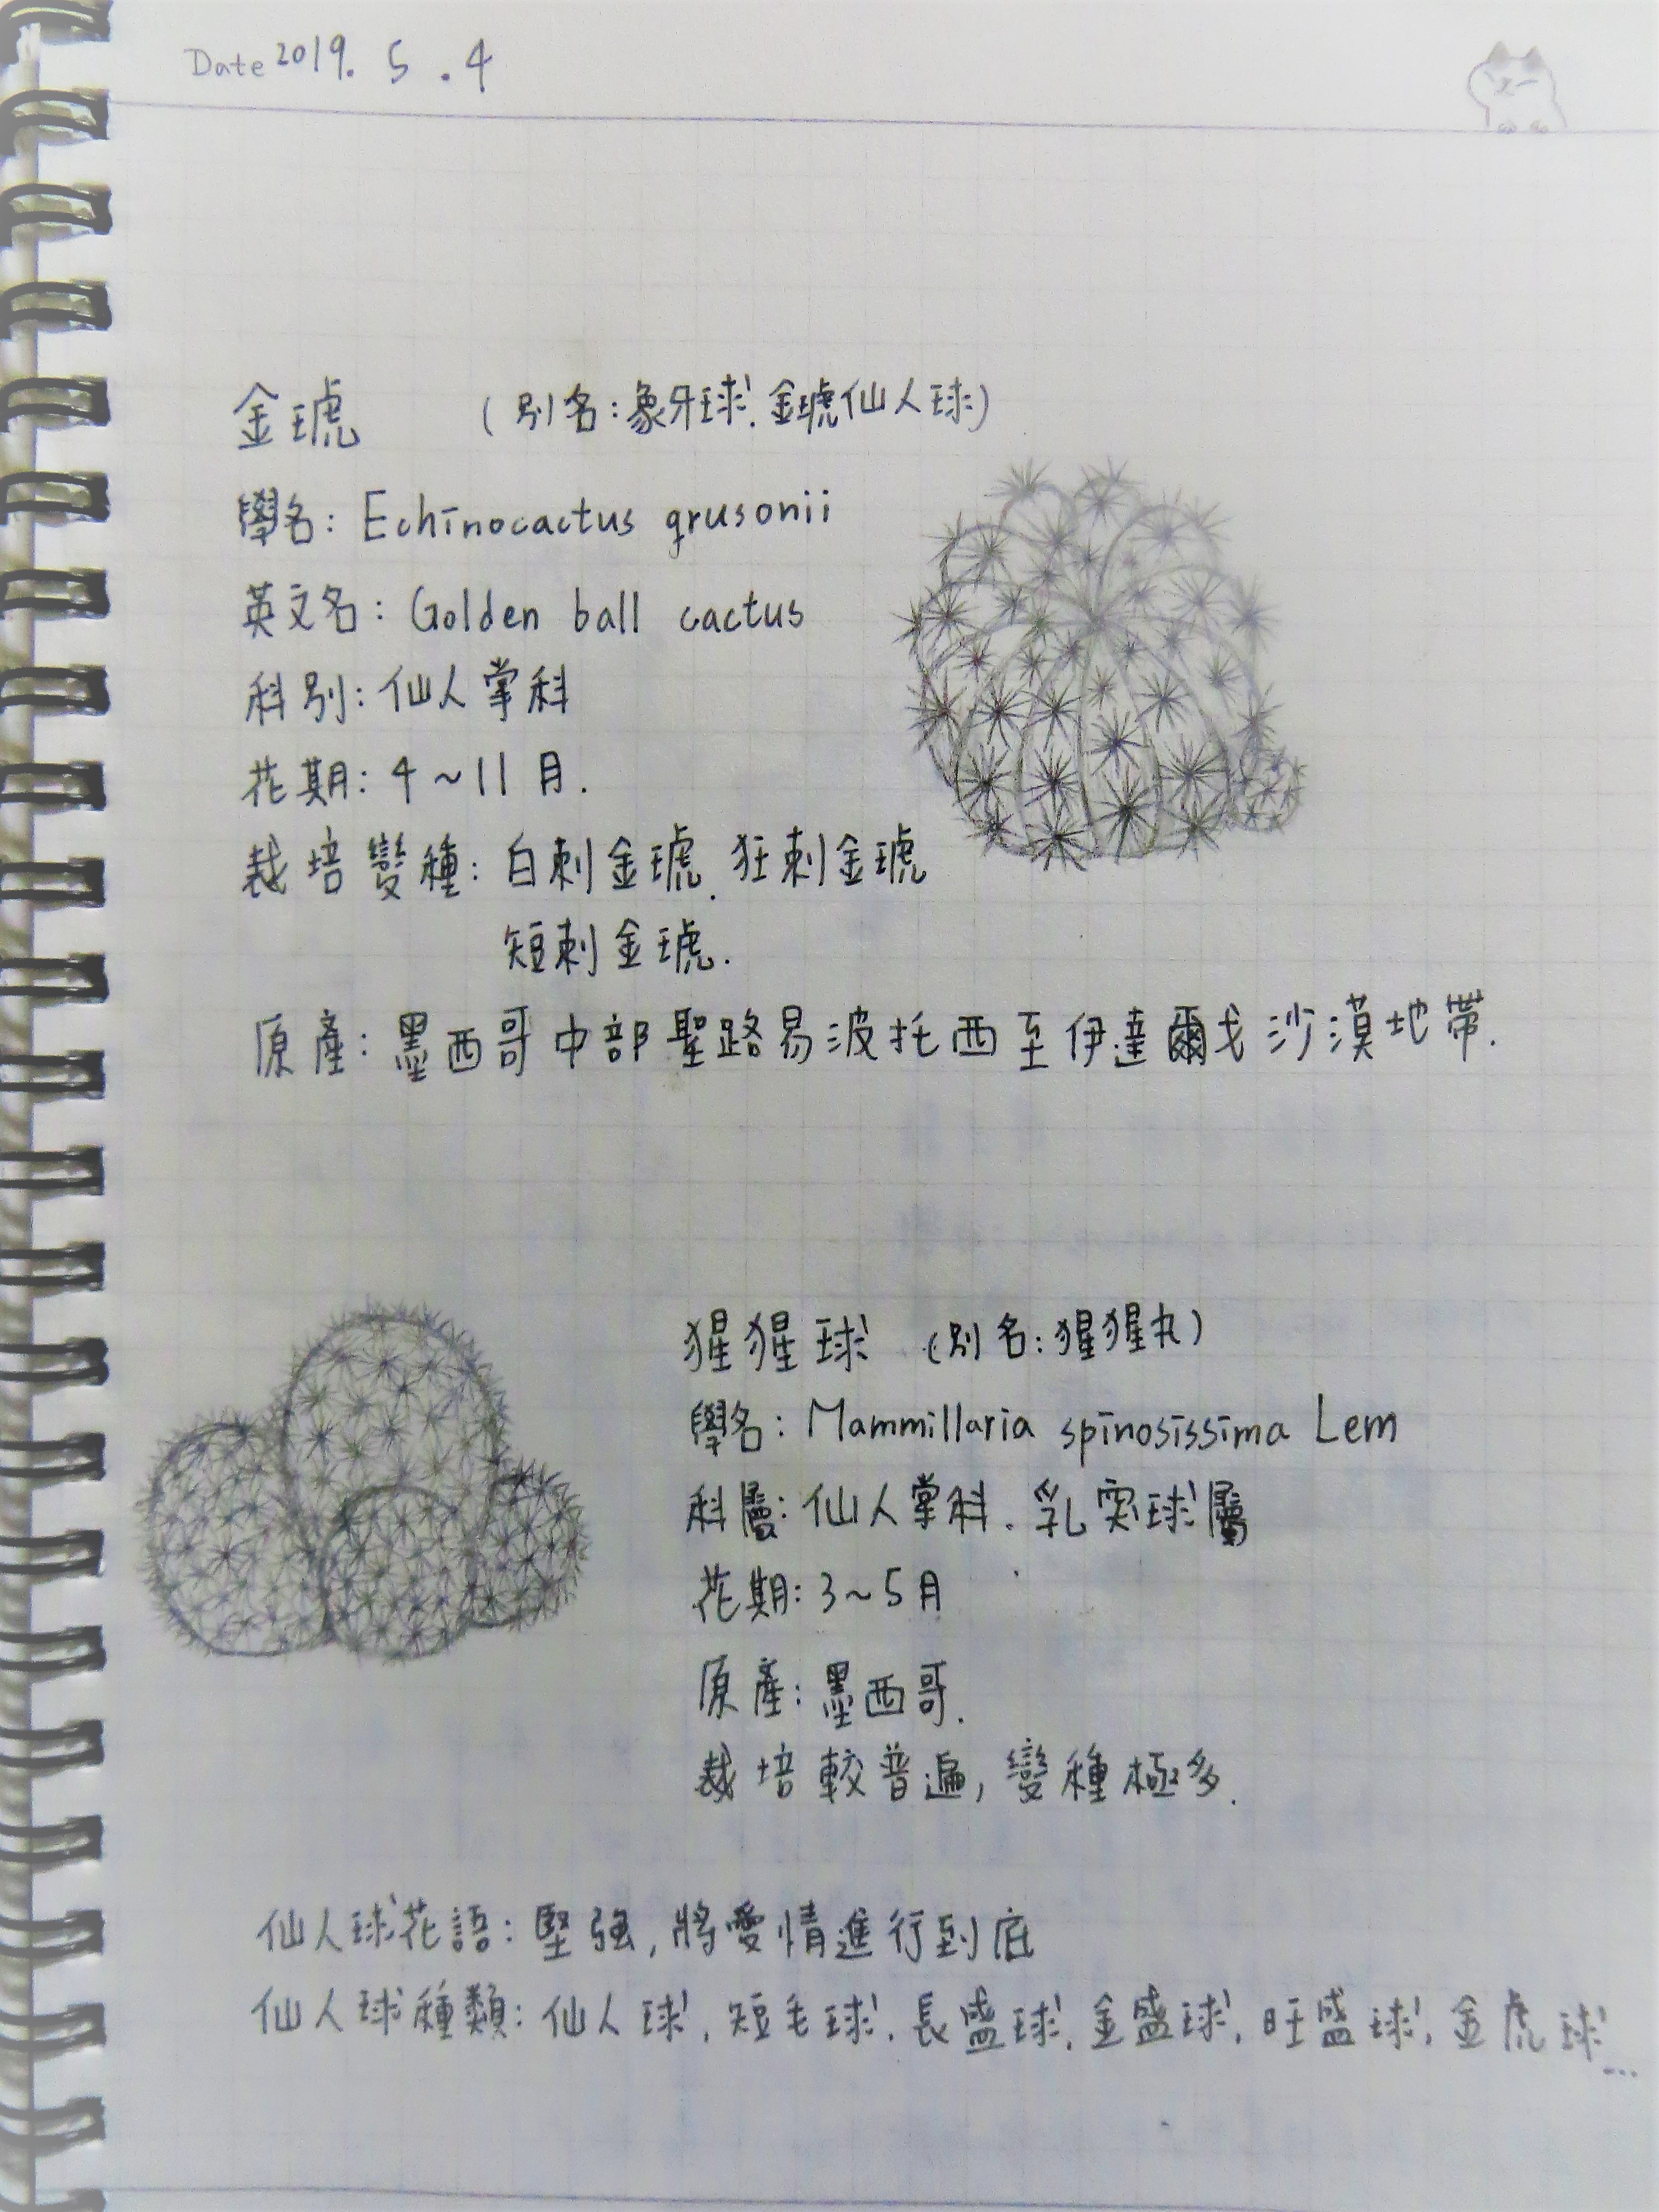 Date 2019. 5 . 4
金琥 (別名:象牙球.金琥仙人球)
學名: Echinocactus grusonii
英文名: Golden ball cactus
科別: 仙人掌科
花期: 4~11月.
栽培變種: 白刺金琥.狂刺金琥
短刺金琥.
原產: 墨西哥中部聖路易波托西至伊達爾戈沙漠地帶.
猩猩球 (別名:猩猩丸)
學名: Mammillaria spinosissima Lem
科屬: 仙人掌科.乳突球屬
花期: 3~5月
原產: 墨西哥.
栽培較普遍,變種極多.
仙人球花語: 堅強,將愛情進行到底
仙人球種類: 仙人球.短毛球.長盛球.金盛球.旺盛球.金虎球...